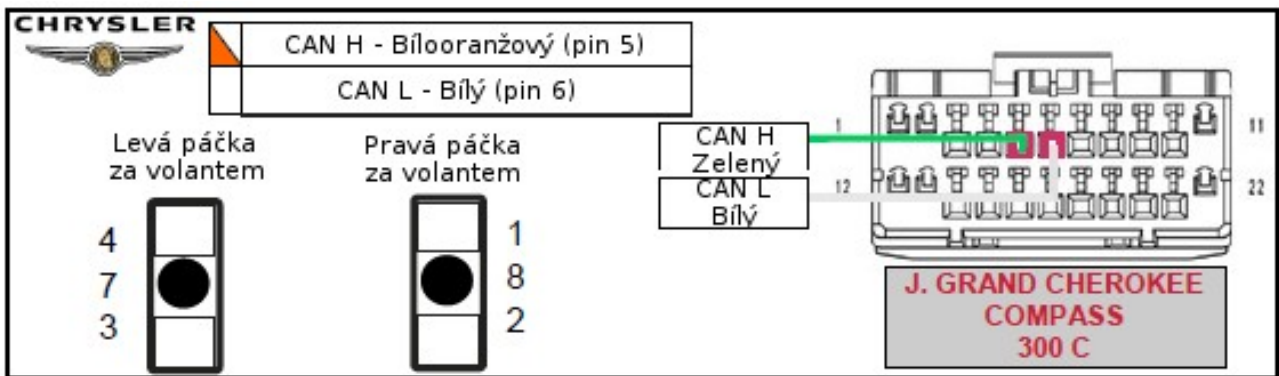 CHRYSLER
CAN H - Bílooranžový (pin 5)
CAN L - Bílý (pin 6)
Levá páčka
za volantem
4
7
3
Pravá páčka
za volantem
1
8
2
CAN H
Zelený
CAN L
Bílý
1
11
12
22
J. GRAND CHEROKEE
COMPASS
300 C